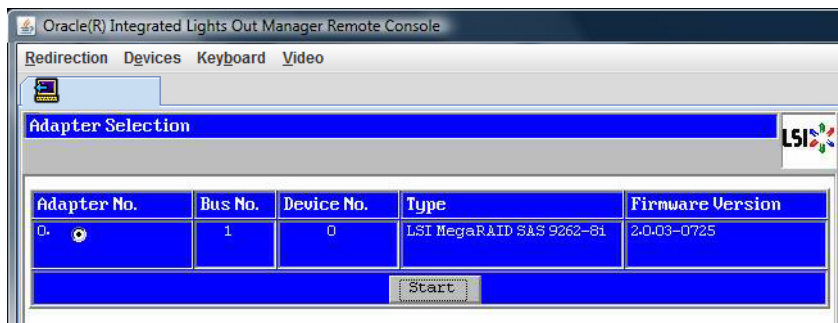 Oracle(R) Integrated Lights Out Manager Remote Console
Redirection Devices Keyboard Video
Adapter Selection
LSI
Adapter No. Bus No. Device No. Type Firmware Version
0. 1 0 LSI MegaRAID SAS 9262-8i 2.0.03-0725
Start